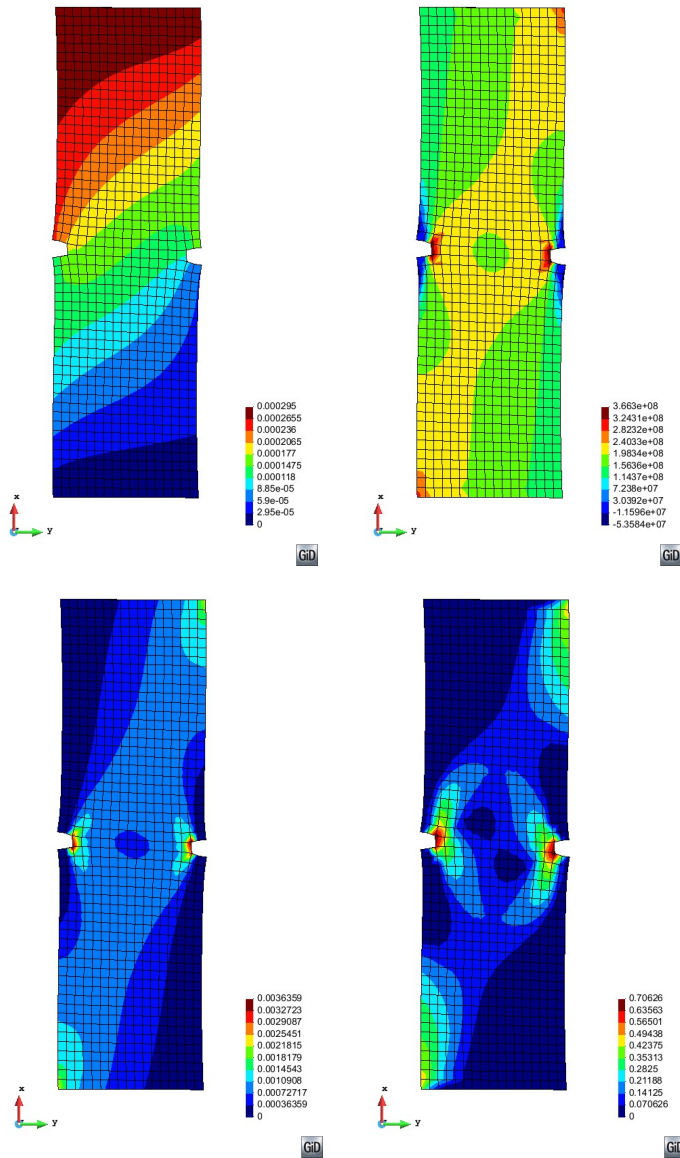 0.000295
0.0002655
0.000236
0.0002065
0.000177
0.0001475
0.000118
8.85e-05
5.9e-05
2.95e-05
0
x
y
GiD
3.663e+08
3.2431e+08
2.8232e+08
2.4033e+08
1.9834e+08
1.5636e+08
1.1437e+08
7.238e+07
3.0392e+07
-1.1596e+07
-5.3584e+07
x
y
GiD
0.0036359
0.0032723
0.0029087
0.0025451
0.0021815
0.0018179
0.0014543
0.0010908
0.00072717
0.00036359
0
x
y
GiD
0.70626
0.63563
0.56501
0.49438
0.42375
0.35313
0.2825
0.21188
0.14125
0.070626
0
x
y
GiD